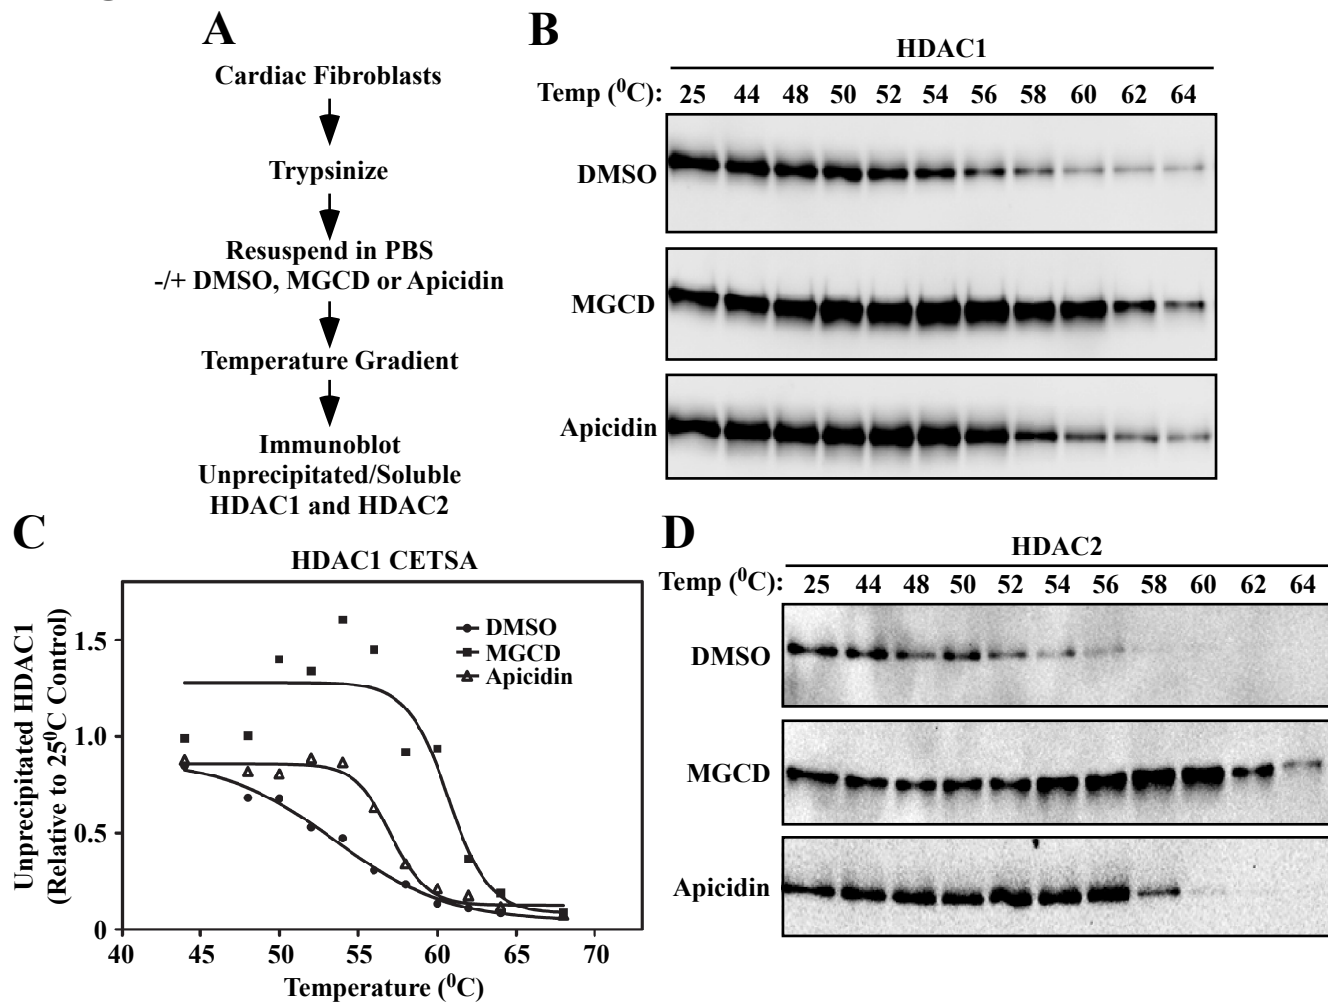 A
Cardiac Fibroblasts
Trypsinize
Resuspend in PBS
-/+ DMSO, MGCD or Apicidin
Temperature Gradient
Immunoblot
Unprecipitated/Soluble
HDAC1 and HDAC2
B
HDAC1
Temp (⁰C): 25 44 48 50 52 54 56 58 60 62 64
DMSO
MGCD
Apicidin
C
HDAC1 CETSA
Unprecpitated HDAC1
(Relative to 25⁰C Control)
1.5
1.0
0.5
0
DMSO
MGCD
Apicidin
40 45 50 55 60 65 70
Temperature (⁰C)
D
HDAC2
Temp (⁰C): 25 44 48 50 52 54 56 58 60 62 64
DMSO
MGCD
Apicidin